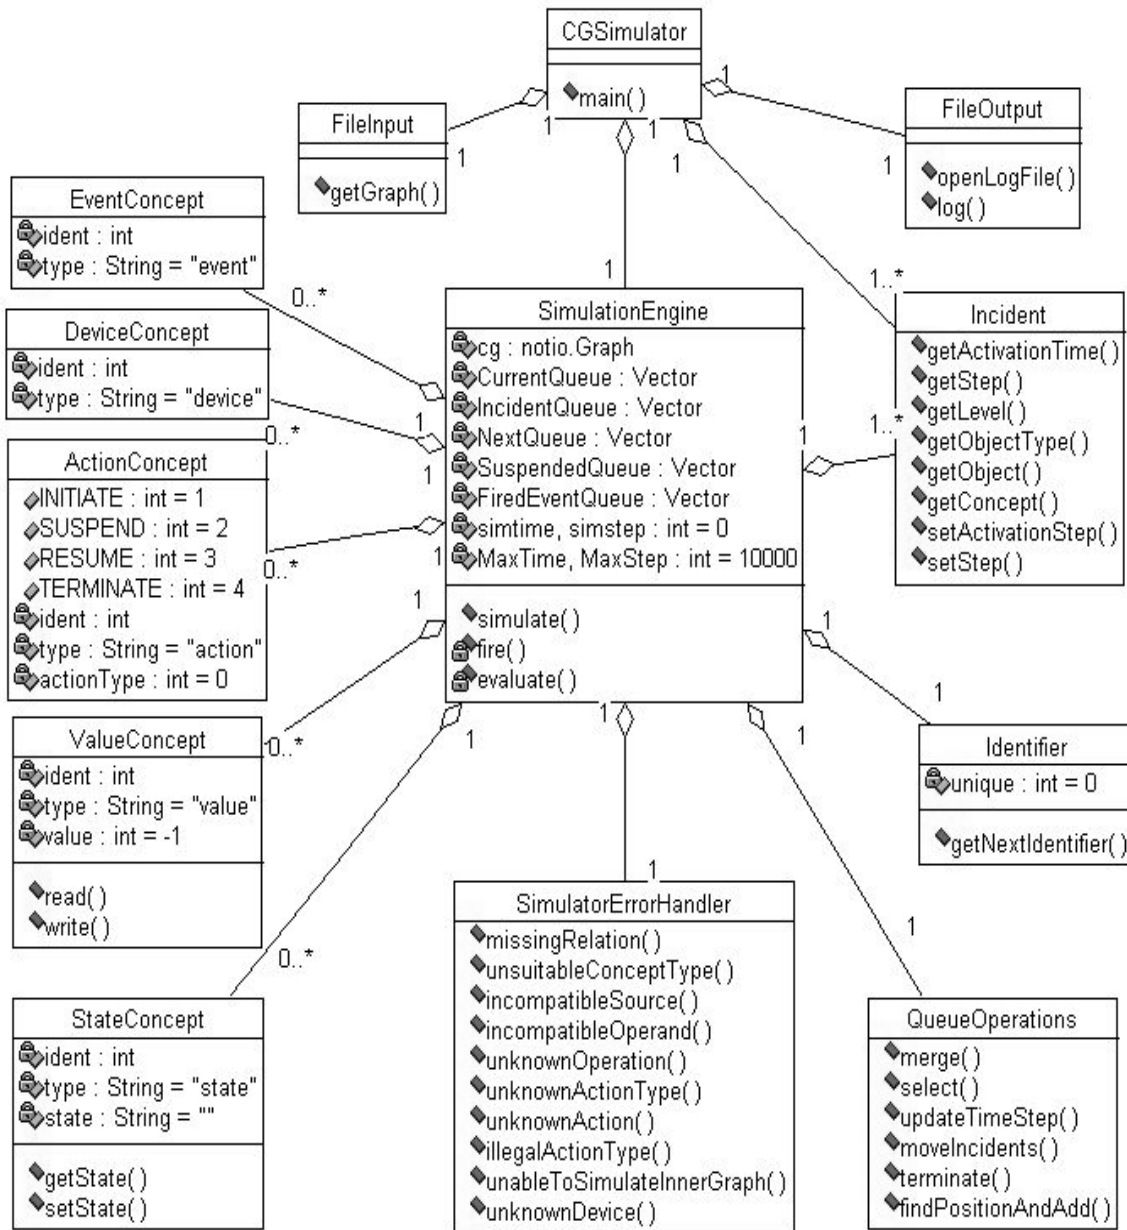 CGSimulator
main()
1
1
1
1
FileInput
getGraph()
1
FileOutput
openLogFile()
log()
1
EventConcept
ident : int
type : String = "event"
0..*
DeviceConcept
ident : int
type : String = "device"
0..*
ActionConcept
INITIATE : int = 1
SUSPEND : int = 2
RESUME : int = 3
TERMINATE : int = 4
ident : int
type : String = "action"
actionType : int = 0
0..*
ValueConcept
ident : int
type : String = "value"
value : int = -1
read()
write()
0..*
StateConcept
ident : int
type : String = "state"
state : String = ""
getState()
setState()
0..*
1
SimulationEngine
cg : notio.Graph
CurrentQueue : Vector
IncidentQueue : Vector
NextQueue : Vector
SuspendedQueue : Vector
FiredEventQueue : Vector
simtime, simstep : int = 0
MaxTime, MaxStep : int = 10000
simulate()
fire()
evaluate()
1
1
1
1
1
1
1
1
1
1..*
1..*
Incident
getActivationTime()
getStep()
getLevel()
getObjectType()
getObject()
getConcept()
setActivationStep()
setStep()
1
Identifier
unique : int = 0
getNextIdentifier()
1
SimulatorErrorHandler
missingRelation()
unsuitableConceptType()
incompatibleSource()
incompatibleOperand()
unknownOperation()
unknownActionType()
unknownAction()
illegalActionType()
unableToSimulateInnerGraph()
unknownDevice()
1
QueueOperations
merge()
select()
updateTimeStep()
moveIncidents()
terminate()
findPositionAndAdd()